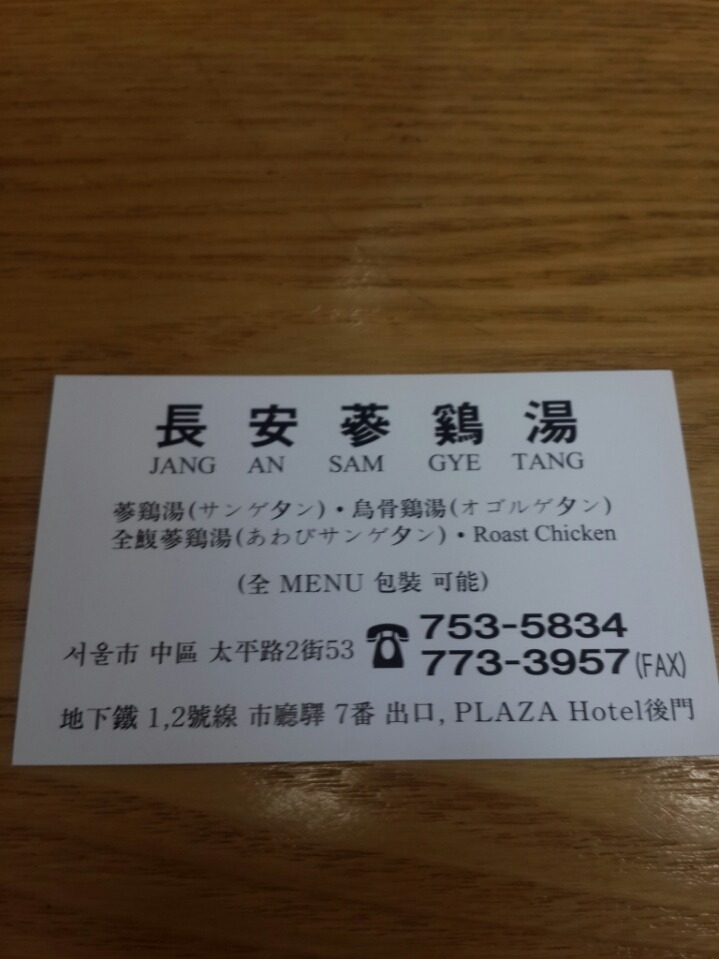 長 安 蔘 鷄 湯
JANG AN SAM GYE TANG
蔘鷄湯(サンゲタン)・烏骨鷄湯(オゴルゲタン)
全鰒蔘鷄湯(あわびサンゲタン)・Roast Chicken
(全 MENU 包裝 可能)
서울市 中區 太平路2街53 ☎ 753-5834
773-3957(FAX)
地下鐵 1,2號線 市廳驛 7番 出口, PLAZA Hotel後門